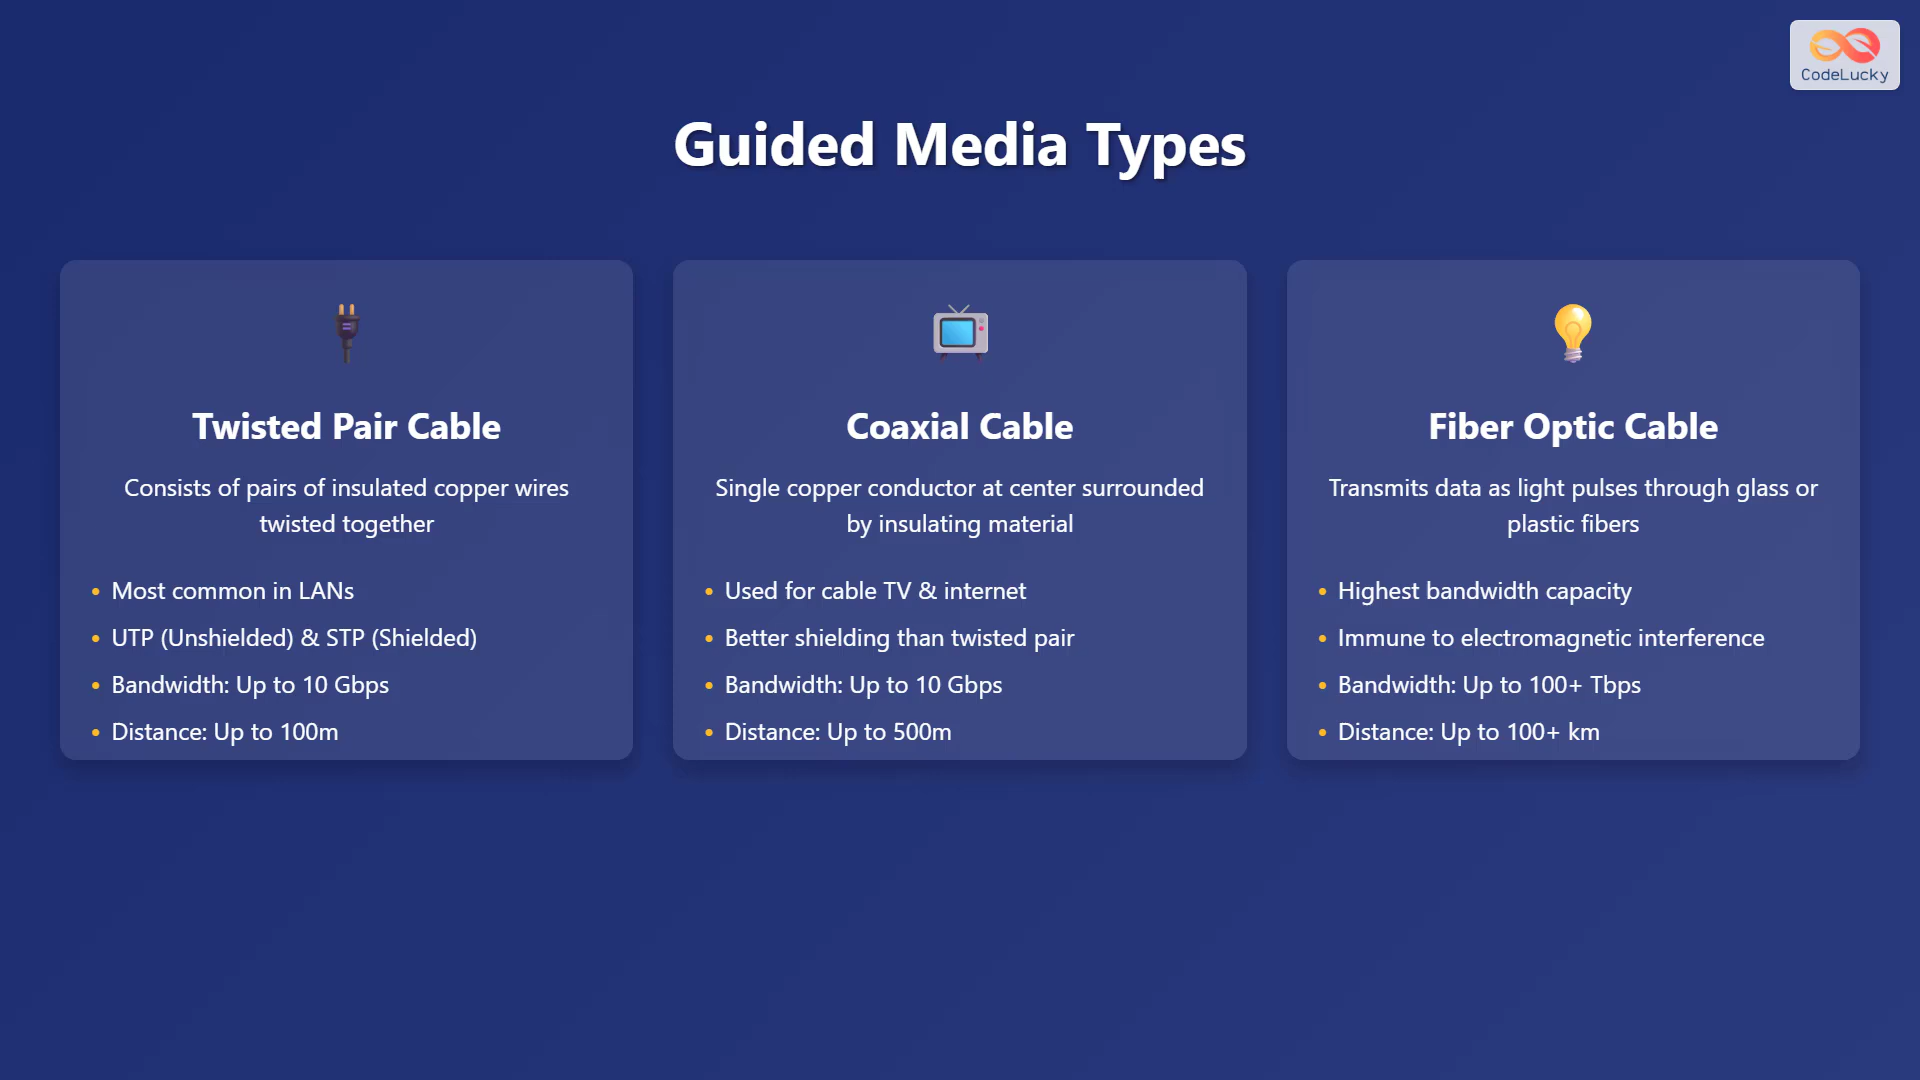 CodeLucky
Guided Media Types
Twisted Pair Cable
Consists of pairs of insulated copper wires
twisted together
• Most common in LANs
• UTP (Unshielded) & STP (Shielded)
• Bandwidth: Up to 10 Gbps
• Distance: Up to 100m
Coaxial Cable
Single copper conductor at center surrounded
by insulating material
• Used for cable TV & internet
• Better shielding than twisted pair
• Bandwidth: Up to 10 Gbps
• Distance: Up to 500m
Fiber Optic Cable
Transmits data as light pulses through glass or
plastic fibers
• Highest bandwidth capacity
• Immune to electromagnetic interference
• Bandwidth: Up to 100+ Tbps
• Distance: Up to 100+ km